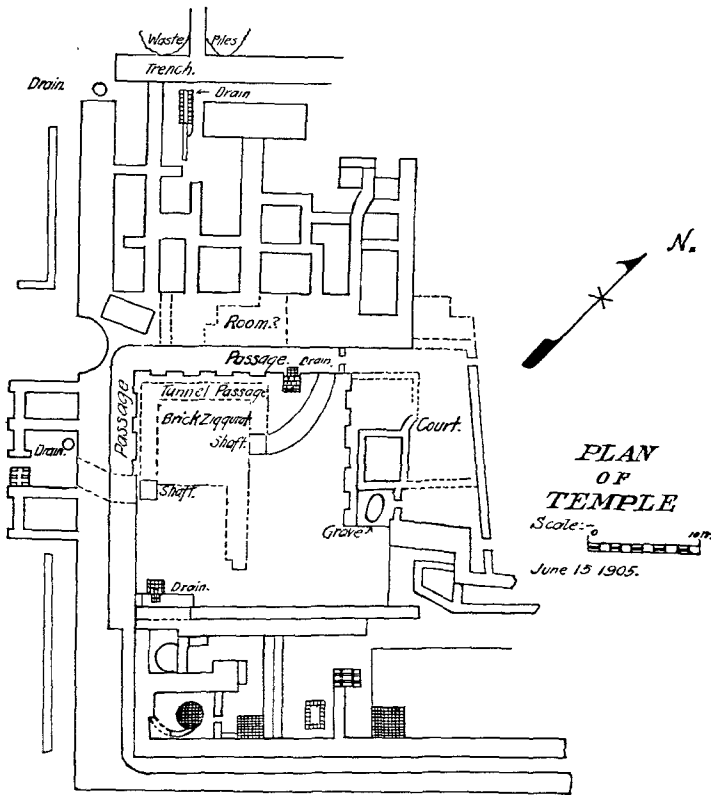 Waste Piles
Trench.
Drain.
← Drain
N.
Room?
Passage. Drain.
Tunnel Passage
Passage
Brick Ziggurat
Shaft.
Court.
Drain.
Shaft.
Grave
PLAN
OF
TEMPLE
Scale:-
0
June 15 1905.
Drain.